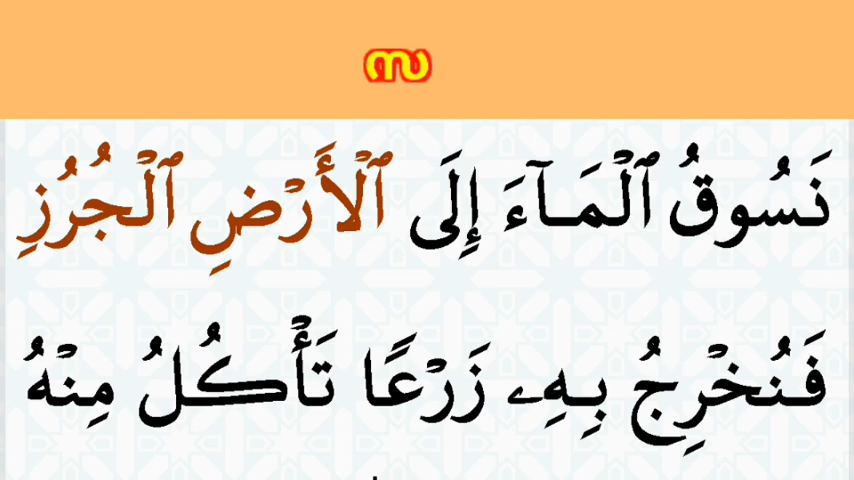 സ
نَسُوقُ ٱلْمَآءَ إِلَى ٱلْأَرْضِ ٱلْجُرُزِ
فَنُخْرِجُ بِهِۦ زَرْعًا تَأْكُلُ مِنْهُ